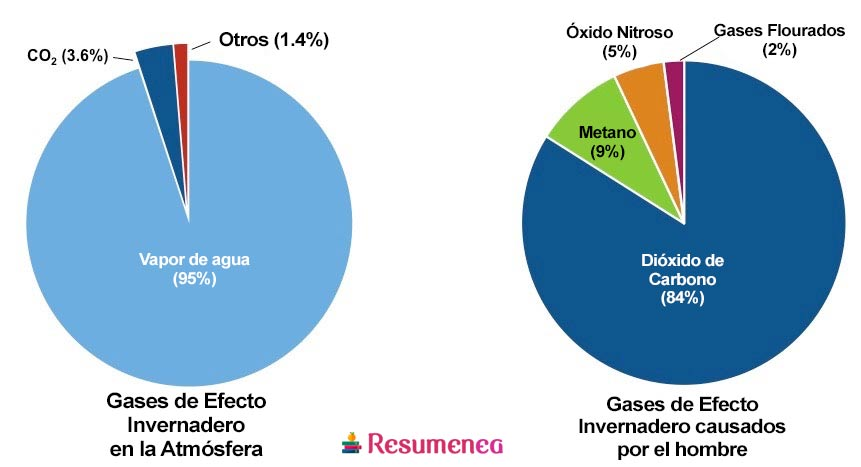 CO₂ (3.6%)
Otros (1.4%)
Vapor de agua
(95%)
Gases de Efecto
Invernadero
en la Atmósfera
Óxido Nitroso
(5%)
Gases Flourados
(2%)
Metano
(9%)
Dióxido de
Carbono
(84%)
Gases de Efecto
Invernadero causados
por el hombre
Resumenea